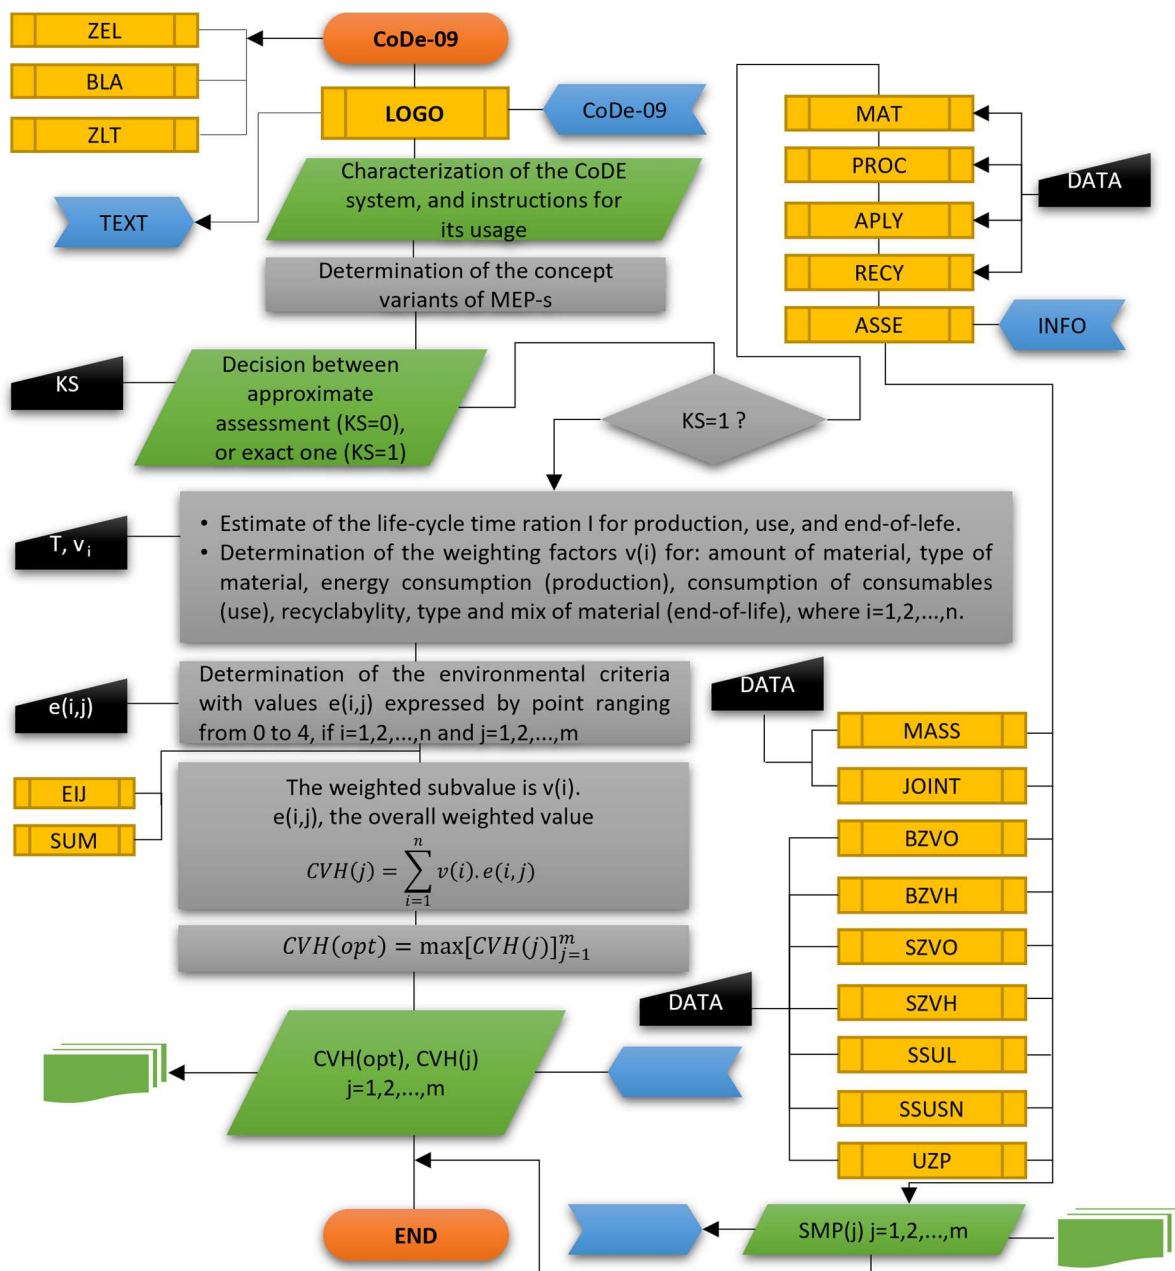 CoDe-09
ZEL
BLA
ZLT
LOGO
CoDe-09
TEXT
Characterization of the CoDE
system, and instructions for
its usage
Determination of the concept
variants of MEP-s
KS
Decision between
approximate
assessment (KS=0),
or exact one (KS=1)
KS=1 ?
MAT
PROC
APLY
RECY
ASSE
DATA
INFO
T, vᵢ
• Estimate of the life-cycle time ration I for production, use, and end-of-lefe.
• Determination of the weighting factors v(i) for: amount of material, type of
material, energy consumption (production), consumption of consumables
(use), recyclabylity, type and mix of material (end-of-life), where i=1,2,...,n.
e(i,j)
Determination of the environmental criteria
with values e(i,j) expressed by point ranging
from 0 to 4, if i=1,2,...,n and j=1,2,...,m
EIJ
SUM
The weighted subvalue is v(i).
e(i,j), the overall weighted value
CVH(j) = ∑ⁿᵢ₌₁ v(i). e(i,j)
CVH(opt) = max[CVH(j)]ᵐⱼ₌₁
CVH(opt), CVH(j)
j=1,2,...,m
END
DATA
MASS
JOINT
DATA
BZVO
BZVH
SZVO
SZVH
SSUL
SSUSN
UZP
SMP(j) j=1,2,...,m